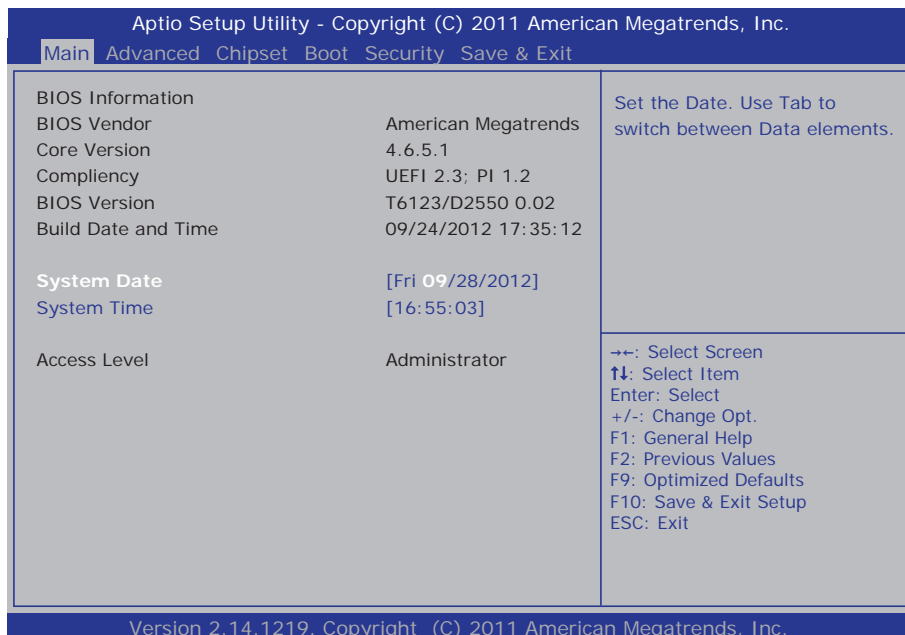 Aptio Setup Utility - Copyright (C) 2011 American Megatrends, Inc.
Main Advanced Chipset Boot Security Save & Exit
BIOS Information
BIOS Vendor American Megatrends
Core Version 4.6.5.1
Compliency UEFI 2.3; PI 1.2
BIOS Version T6123/D2550 0.02
Build Date and Time 09/24/2012 17:35:12
System Date [Fri 09/28/2012]
System Time [16:55:03]
Access Level Administrator
Set the Date. Use Tab to
switch between Data elements.
→←: Select Screen
↑↓: Select Item
Enter: Select
+/-: Change Opt.
F1: General Help
F2: Previous Values
F9: Optimized Defaults
F10: Save & Exit Setup
ESC: Exit
Version 2.14.1219. Copyright (C) 2011 American Megatrends, Inc.